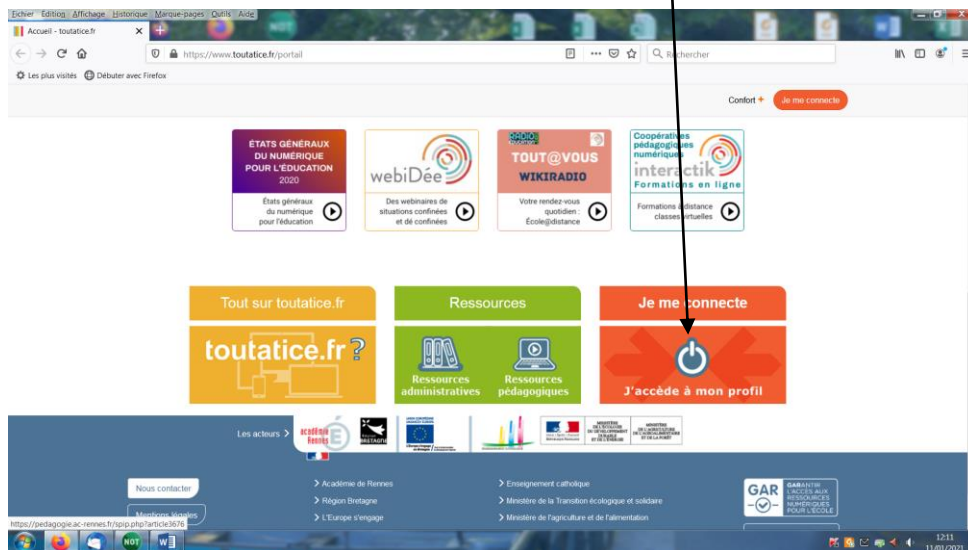 Fichier Édition Affichage Historique Marque-pages Outils Aide
Accueil - toutatice.fr
https://www.toutatice.fr/portail
Rechercher
Les plus visités Débuter avec Firefox
Confort + Je me connecte
ÉTATS GÉNÉRAUX
DU NUMÉRIQUE
POUR L'ÉDUCATION
2020
États généraux
du numérique
pour l'éducation
webiDée
Des webinaires de
situations confinées
et dé confinées
TOUT@VOUS
WIKIRADIO
Votre rendez-vous
quotidien :
École@distance
Coopératives
pédagogiques
numériques
interactik
Formations en ligne
Formations à distance
classes virtuelles
Tout sur toutatice.fr
toutatice.fr ?
Ressources
Ressources
administratives
Ressources
pédagogiques
Je me connecte
J'accède à mon profil
Les acteurs
académie
Rennes
BRETAGNE
Nous contacter
Mentions légales
Académie de Rennes
Région Bretagne
L'Europe s'engage
Enseignement catholique
Ministère de la Transition écologique et solidaire
Ministère de l'agriculture et de l'alimentation
GAR
GARANTIR
L'ACCÈS AUX
RESSOURCES
NUMÉRIQUES
POUR L'ÉCOLE
https://pedagogie.ac-rennes.fr/spip.php?article3676
NOT
12:11
11/01/2021